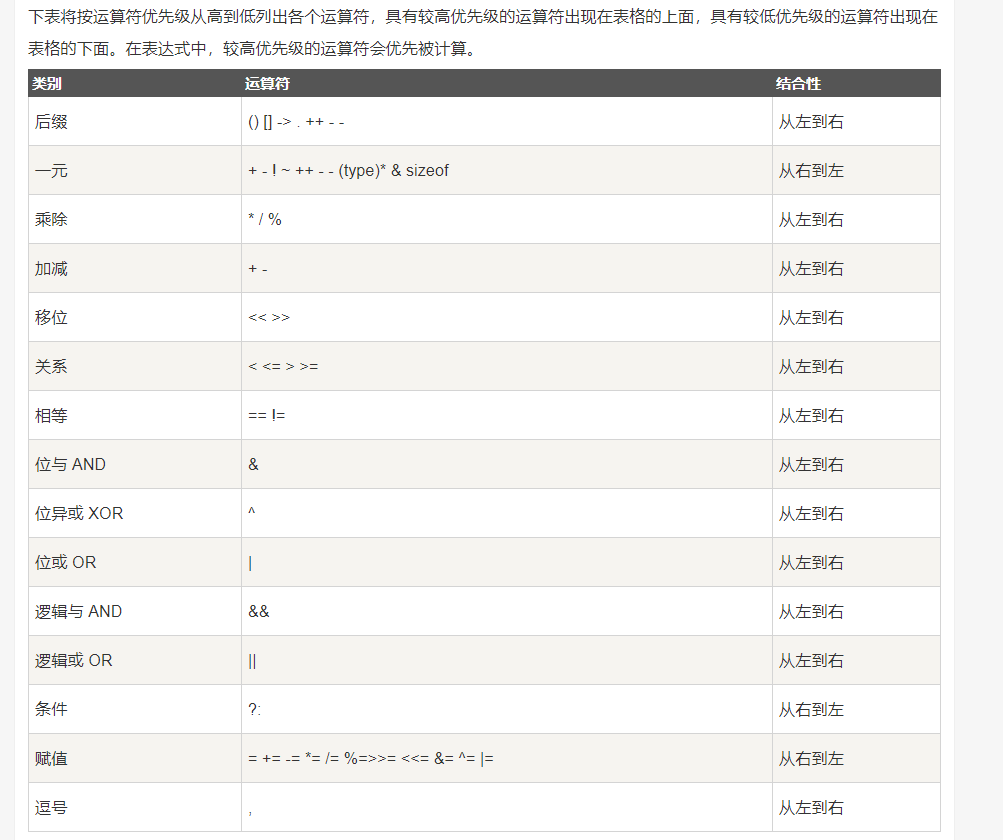 下表将按运算符优先级从高到低列出各个运算符，具有较高优先级的运算符出现在表格的上面，具有较低优先级的运算符出现在
表格的下面。在表达式中，较高优先级的运算符会优先被计算。
类别 运算符 结合性
后缀 () [] -> . ++ - - 从左到右
一元 + - ! ~ ++ - - (type)* & sizeof 从右到左
乘除 * / % 从左到右
加减 + - 从左到右
移位 << >> 从左到右
关系 < <= > >= 从左到右
相等 == != 从左到右
位与 AND & 从左到右
位异或 XOR ^ 从左到右
位或 OR | 从左到右
逻辑与 AND && 从左到右
逻辑或 OR || 从左到右
条件 ?: 从右到左
赋值 = += -= *= /= %=>>= <<= &= ^= |= 从右到左
逗号 , 从左到右